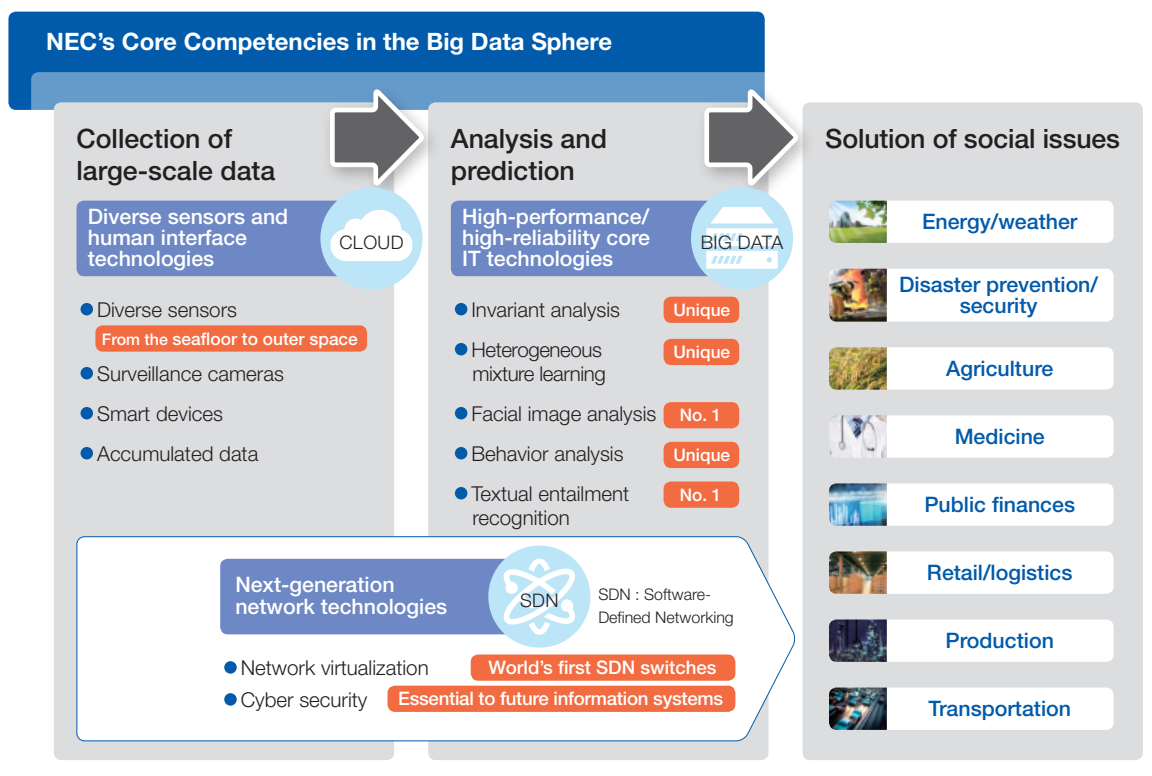 NEC’s Core Competencies in the Big Data Sphere
Collection of
large-scale data
Diverse sensors and
human interface
technologies
CLOUD
● Diverse sensors
From the seafloor to outer space
● Surveillance cameras
● Smart devices
● Accumulated data
Analysis and
prediction
High-performance/
high-reliability core
IT technologies
BIG DATA
● Invariant analysis Unique
● Heterogeneous
mixture learning Unique
● Facial image analysis No. 1
● Behavior analysis Unique
● Textual entailment
recognition No. 1
Next-generation
network technologies
SDN
SDN : Software-
Defined Networking
● Network virtualization World’s first SDN switches
● Cyber security Essential to future information systems
Solution of social issues
Energy/weather
Disaster prevention/
security
Agriculture
Medicine
Public finances
Retail/logistics
Production
Transportation